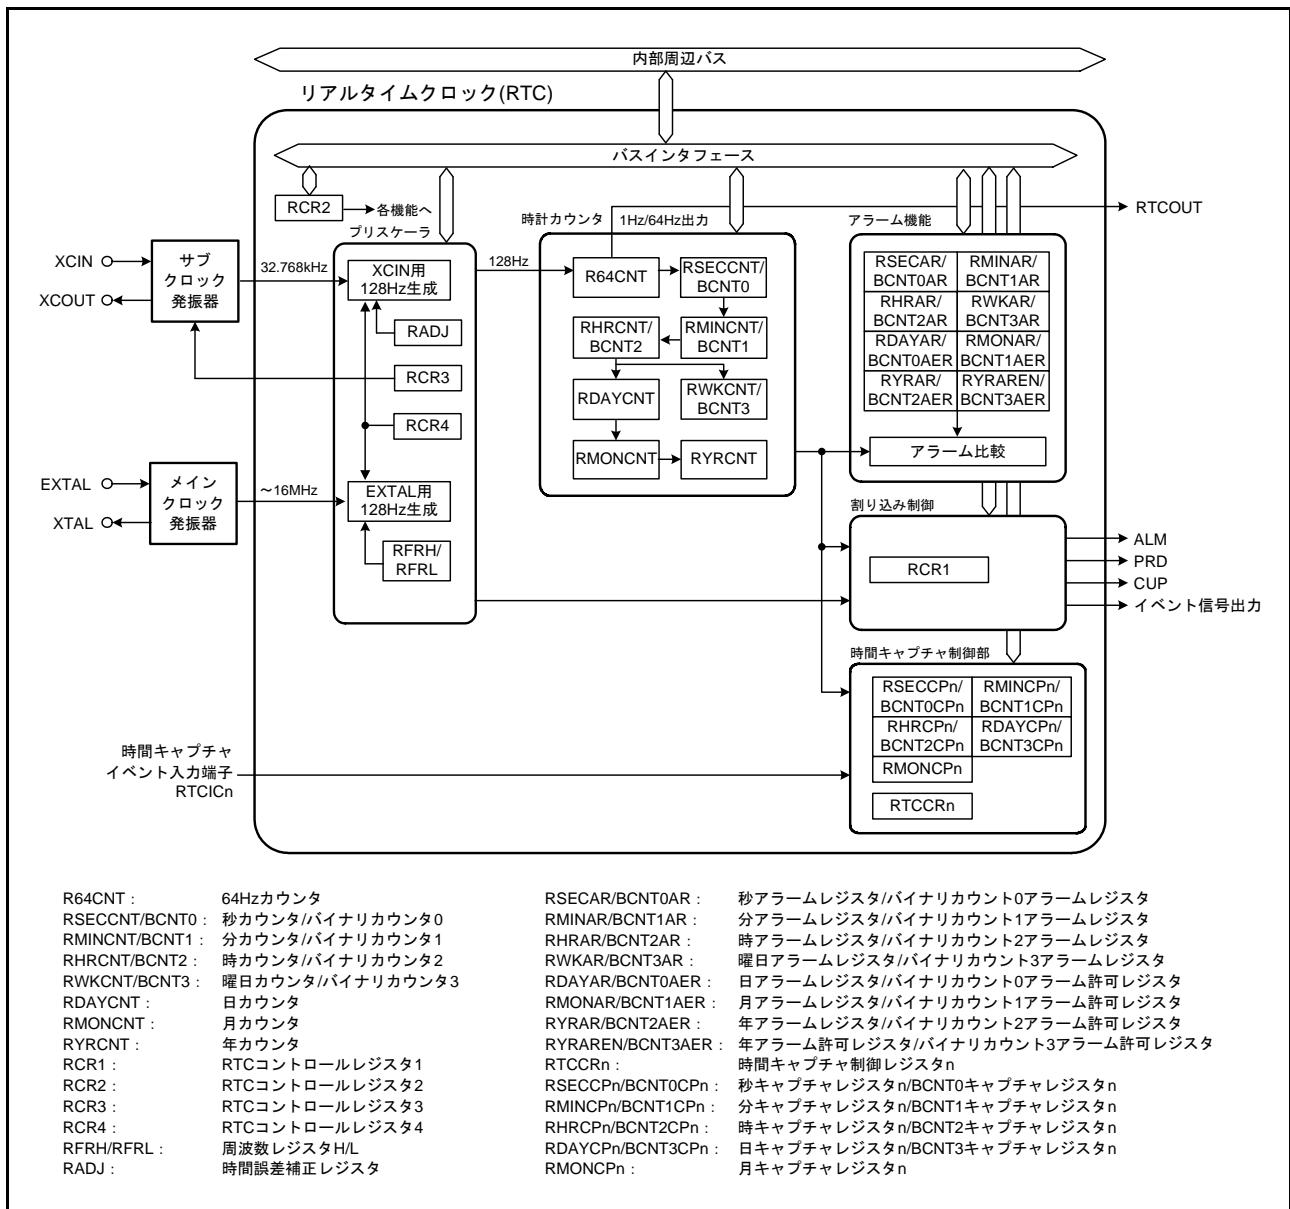 内部周辺バス
リアルタイムクロック(RTC)
バスインタフェース
RCR2
各機能へ
プリスケーラ
時計カウンタ
1Hz/64Hz出力
アラーム機能
RTCOUT
XCIN
XCOUT
サブ
クロック
発振器
32.768kHz
XCIN用
128Hz生成
RADJ
RCR3
RCR4
128Hz
R64CNT
RSECCNT/
BCNT0
RHRCNT/
BCNT2
RMINCNT/
BCNT1
RDAYCNT
RWKCNT/
BCNT3
RMONCNT
RYRCNT
RSECAR/
BCNT0AR
RMINAR/
BCNT1AR
RHRAR/
BCNT2AR
RWKAR/
BCNT3AR
RDAYAR/
BCNT0AER
RMONAR/
BCNT1AER
RYRAR/
BCNT2AER
RYRAREN/
BCNT3AER
アラーム比較
EXTAL
XTAL
メイン
クロック
発振器
～16MHz
EXTAL用
128Hz生成
RFRH/
RFRL
割り込み制御
RCR1
ALM
PRD
CUP
イベント信号出力
時間キャプチャ制御部
RSECCPn/
BCNT0CPn
RMINCPn/
BCNT1CPn
RHRCPn/
BCNT2CPn
RDAYCPn/
BCNT3CPn
RMONCPn
RTCCRn
時間キャプチャ
イベント入力端子
RTCICn
R64CNT： 64Hzカウンタ
RSECCNT/BCNT0： 秒カウンタ/バイナリカウンタ0
RMINCNT/BCNT1： 分カウンタ/バイナリカウンタ1
RHRCNT/BCNT2： 時カウンタ/バイナリカウンタ2
RWKCNT/BCNT3： 曜日カウンタ/バイナリカウンタ3
RDAYCNT： 日カウンタ
RMONCNT： 月カウンタ
RYRCNT： 年カウンタ
RCR1： RTCコントロールレジスタ1
RCR2： RTCコントロールレジスタ2
RCR3： RTCコントロールレジスタ3
RCR4： RTCコントロールレジスタ4
RFRH/RFRL： 周波数レジスタH/L
RADJ： 時間誤差補正レジスタ
RSECAR/BCNT0AR： 秒アラームレジスタ/バイナリカウント0アラームレジスタ
RMINAR/BCNT1AR： 分アラームレジスタ/バイナリカウント1アラームレジスタ
RHRAR/BCNT2AR： 時アラームレジスタ/バイナリカウント2アラームレジスタ
RWKAR/BCNT3AR： 曜日アラームレジスタ/バイナリカウント3アラームレジスタ
RDAYAR/BCNT0AER： 日アラームレジスタ/バイナリカウント0アラーム許可レジスタ
RMONAR/BCNT1AER： 月アラームレジスタ/バイナリカウント1アラーム許可レジスタ
RYRAR/BCNT2AER： 年アラームレジスタ/バイナリカウント2アラーム許可レジスタ
RYRAREN/BCNT3AER： 年アラーム許可レジスタ/バイナリカウント3アラーム許可レジスタ
RTCCRn： 時間キャプチャ制御レジスタn
RSECCPn/BCNT0CPn： 秒キャプチャレジスタn/BCNT0キャプチャレジスタn
RMINCPn/BCNT1CPn： 分キャプチャレジスタn/BCNT1キャプチャレジスタn
RHRCPn/BCNT2CPn： 時キャプチャレジスタn/BCNT2キャプチャレジスタn
RDAYCPn/BCNT3CPn： 日キャプチャレジスタn/BCNT3キャプチャレジスタn
RMONCPn： 月キャプチャレジスタn